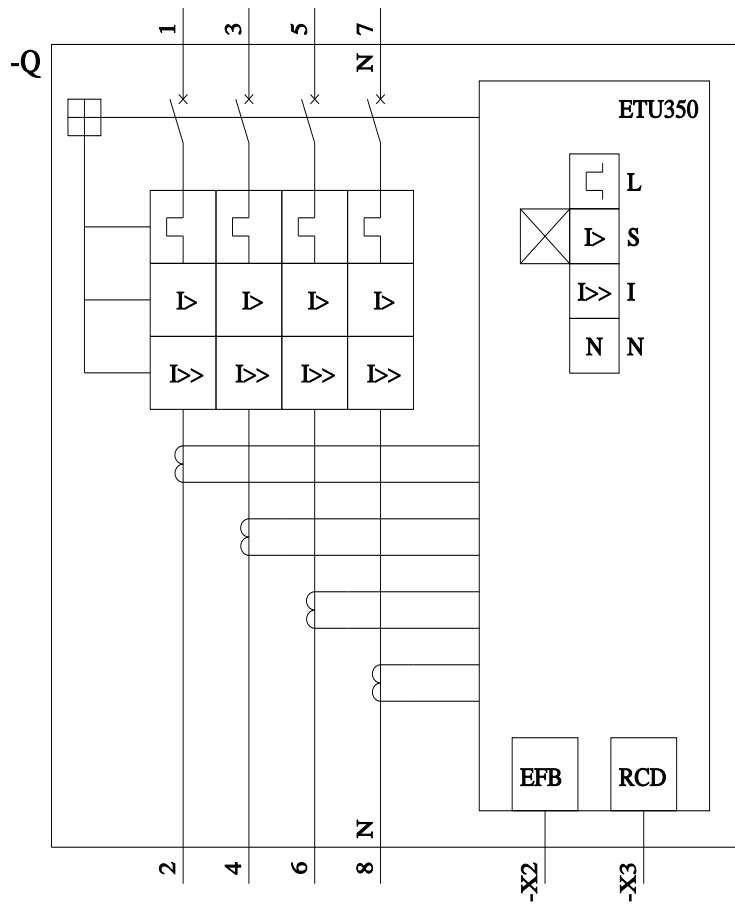 1 3 5 7
-Q N
ETU350
L
I> S
I> I> I> I>
I>> I
N N
I>> I>> I>> I>>
EFB RCD
N
2 4 6 8 -X2 -X3